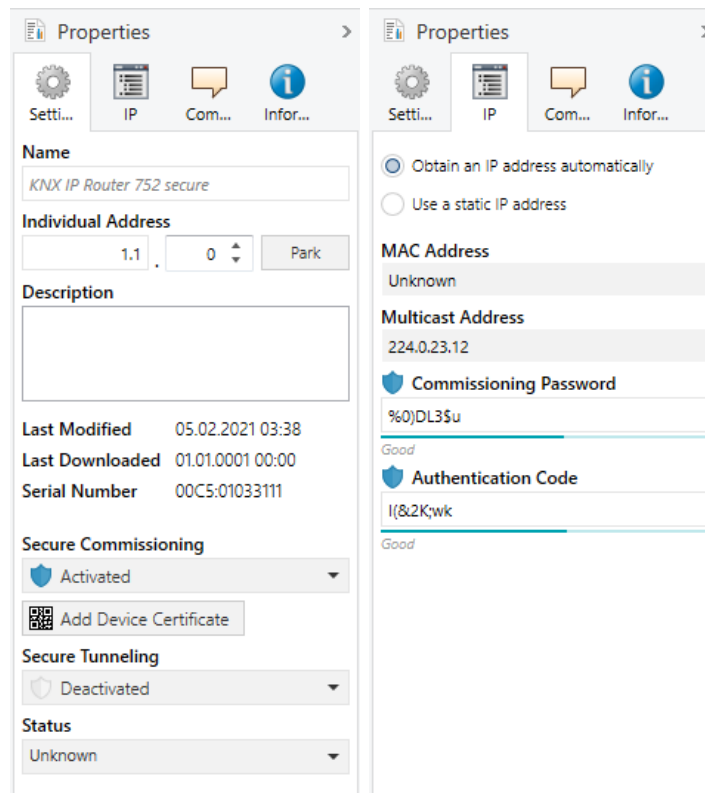 Properties
Setti...
IP
Com...
Infor...
Name
KNX IP Router 752 secure
Individual Address
1.1 . 0 Park
Description
Last Modified 05.02.2021 03:38
Last Downloaded 01.01.0001 00:00
Serial Number 00C5:01033111
Secure Commissioning
Activated
Add Device Certificate
Secure Tunneling
Deactivated
Status
Unknown
Properties
Setti...
IP
Com...
Infor...
Obtain an IP address automatically
Use a static IP address
MAC Address
Unknown
Multicast Address
224.0.23.12
Commissioning Password
%0)DL3$u
Good
Authentication Code
I(&2K;wk
Good